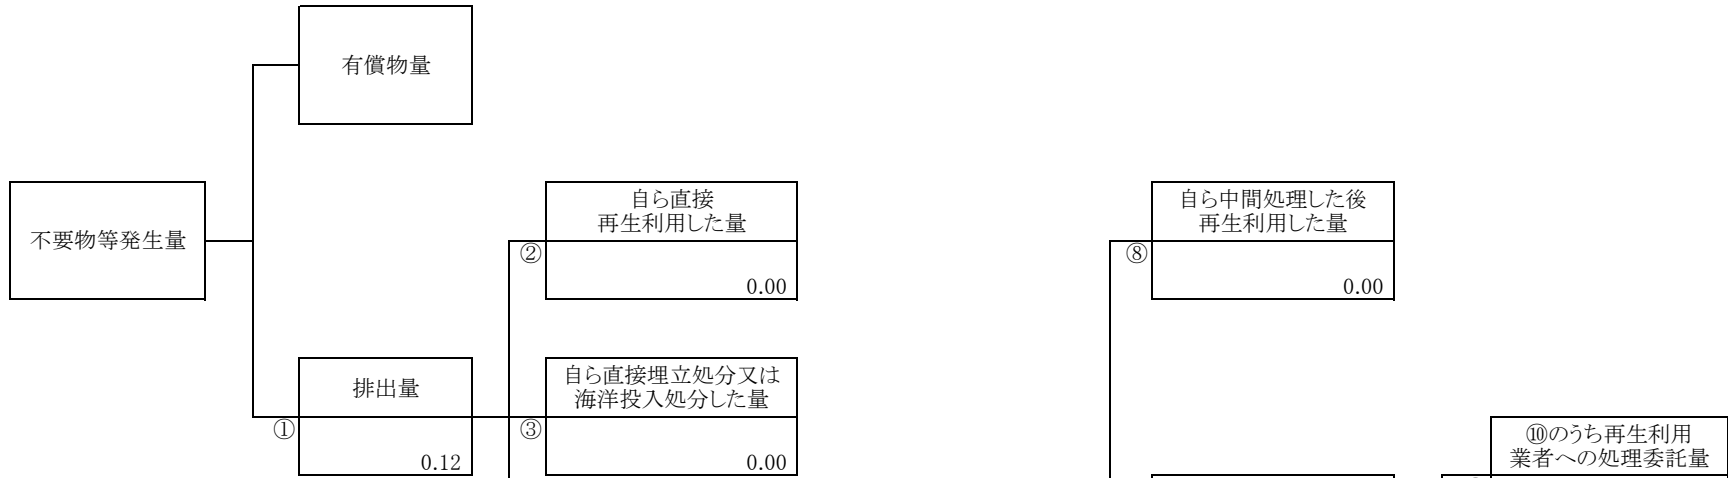 有償物量
不要物等発生量
自ら直接
再生利用した量
②
0.00
自ら中間処理した後
再生利用した量
⑧
0.00
排出量
①
0.12
自ら直接埋立処分又は
海洋投入処分した量
③
0.00
⑩のうち再生利用
業者への処理委託量